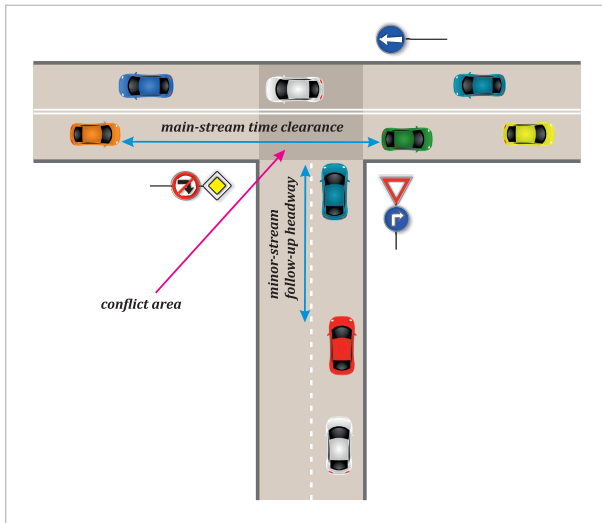 main-stream time clearance
minor-stream
follow-up headway
conflict area